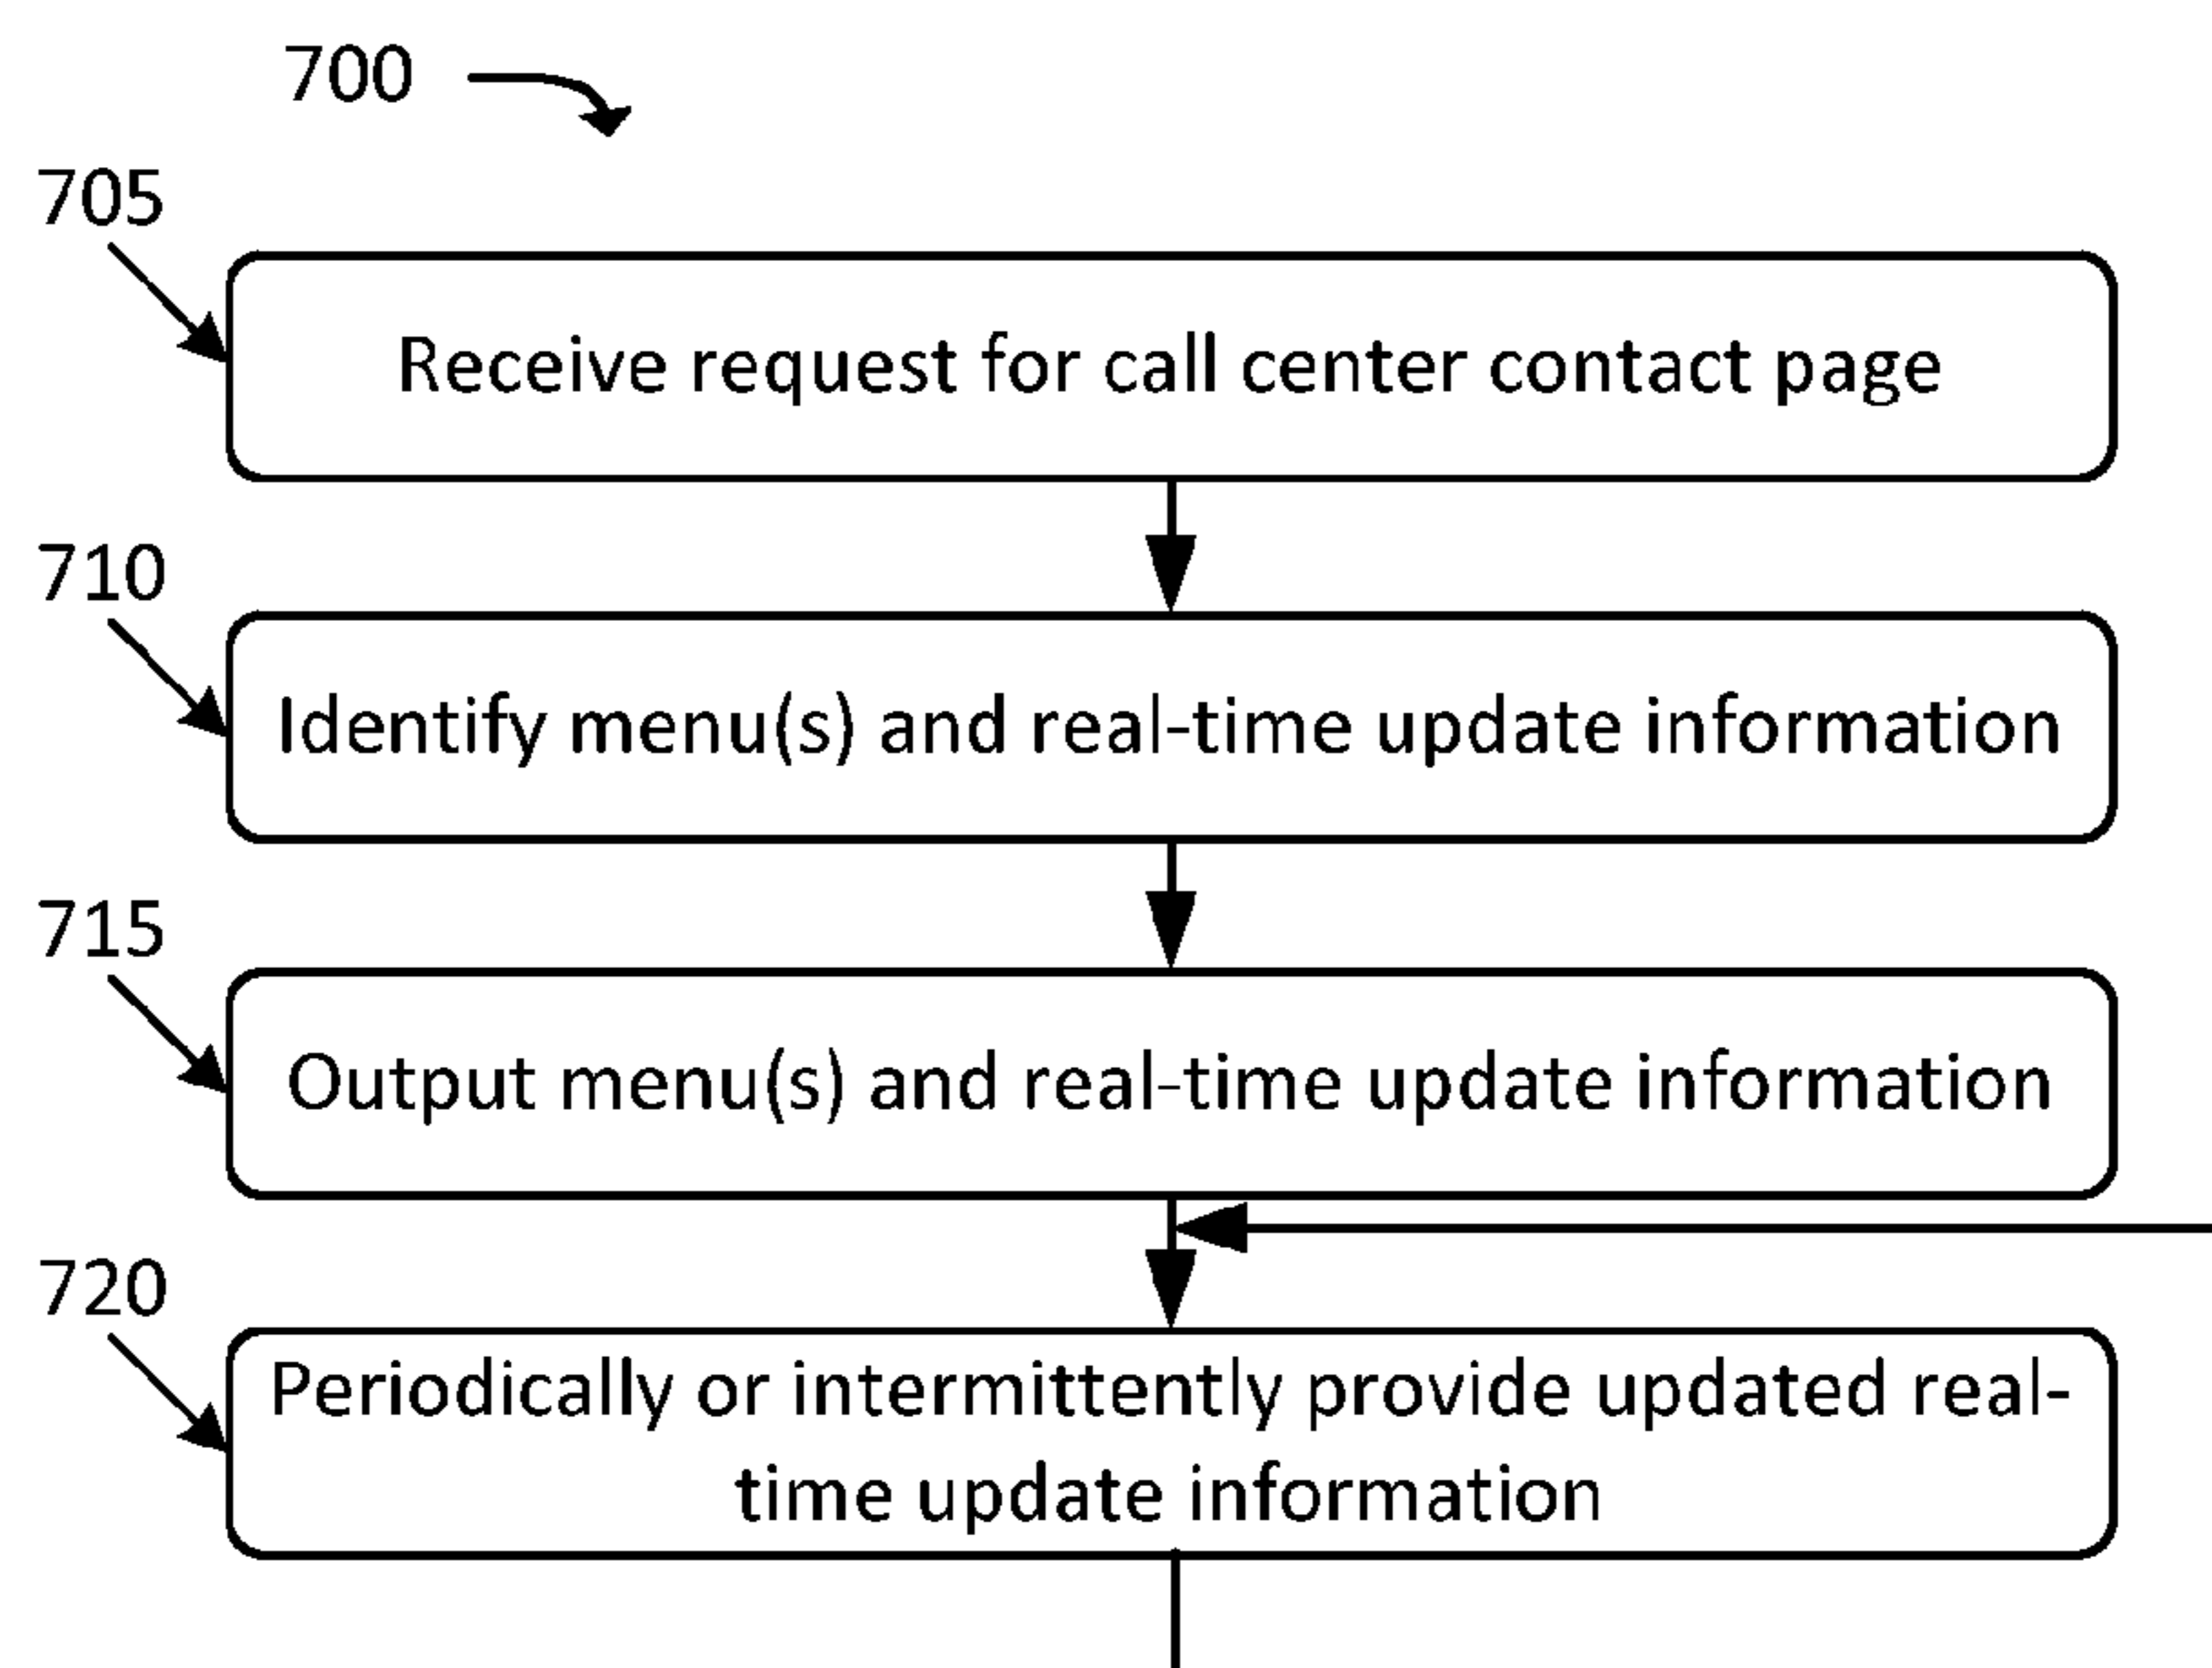 700
705
Receive request for call center contact page
710
Identify menu(s) and real-time update information
715
Output menu(s) and real-time update information
720
Periodically or intermittently provide updated real-
time update information